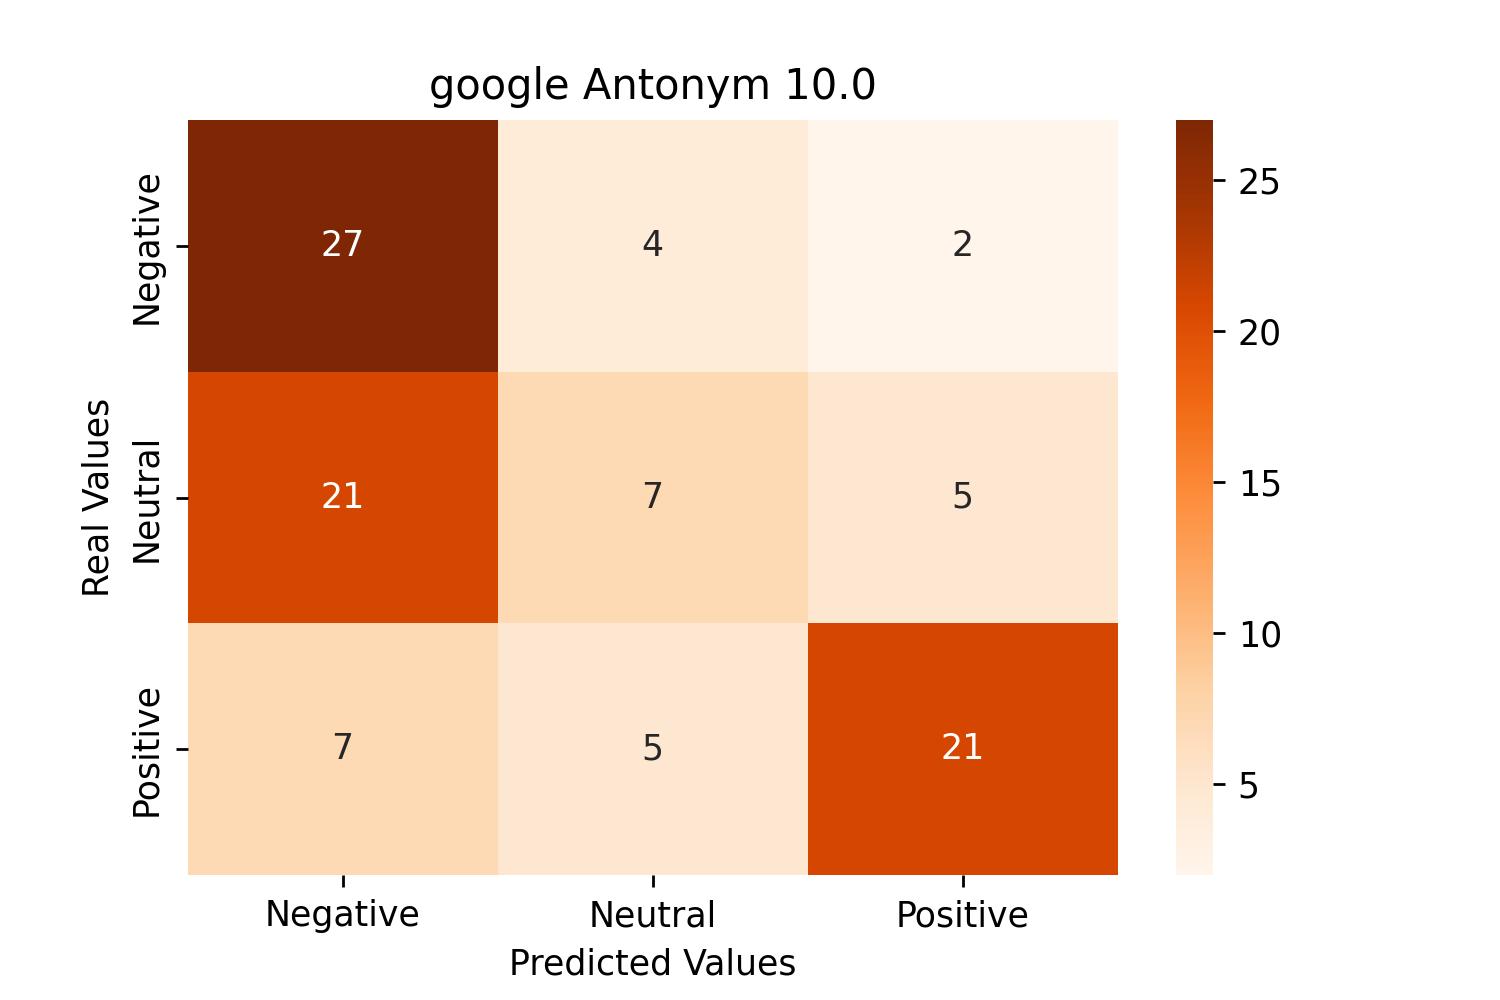 google Antonym 10.0
Real Values
Negative
27 4 2
Neutral
21 7 5
Positive
7 5 21
Negative Neutral Positive
Predicted Values
25
20
15
10
5